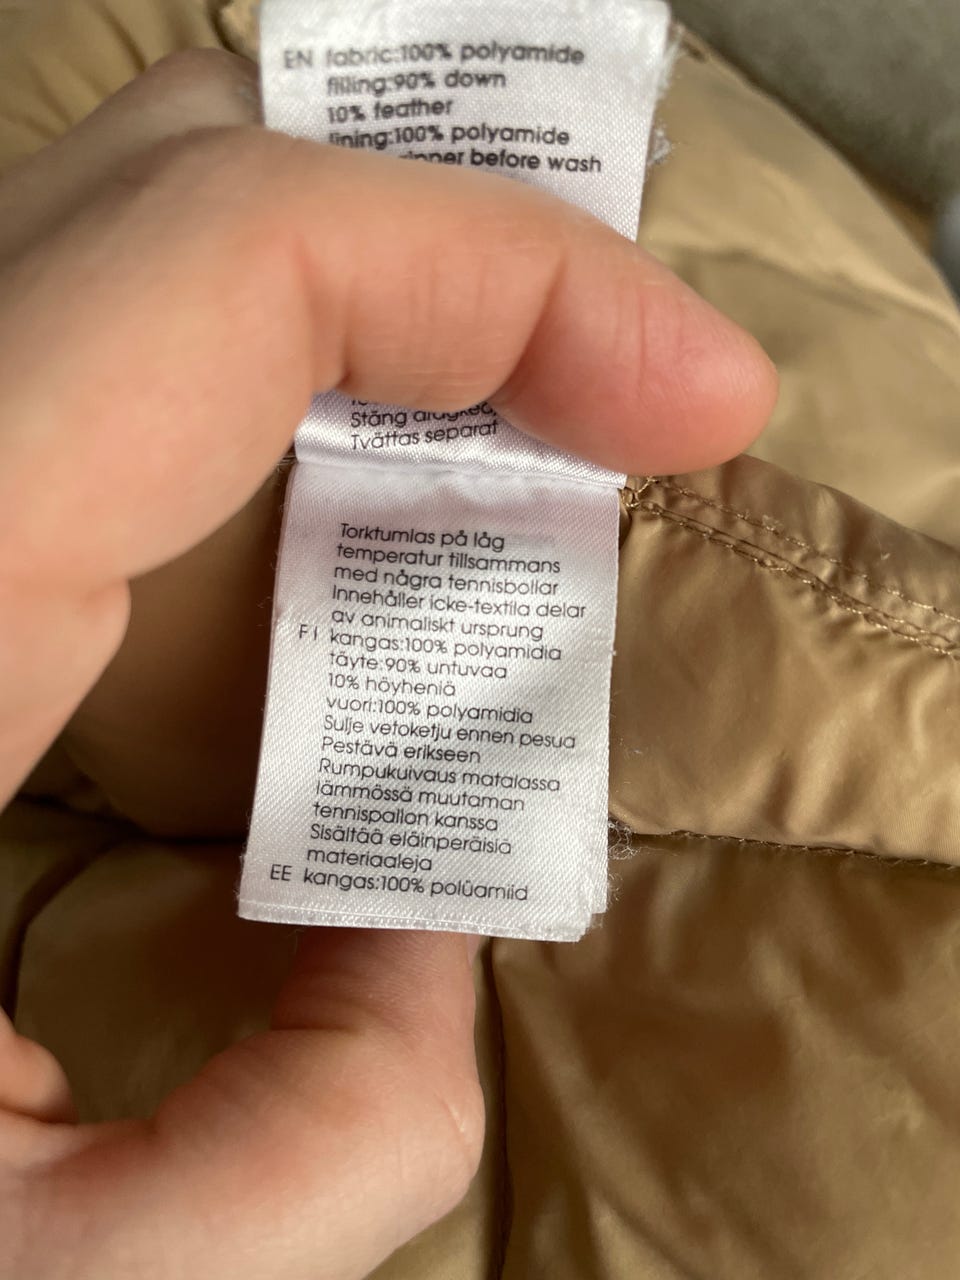 EN fabric:100% polyamide
filling:90% down
10% feather
lining:100% polyamide
before wash
Stäng dragked,
Tvättas separat
Torktumlas på låg
temperatur tillsammans
med några tennisbollar
Innehåller icke-textila delar
av animaliskt ursprung
FI kangas:100% polyamidia
täyte:90% untuvaa
10% höyheniä
vuori:100% polyamidia
Sulje vetoketju ennen pesua
Pestävä erikseen
Rumpukuivaus matalassa
lämmössä muutaman
tennispallon kanssa
Sisältää eläinperäisiä
materiaaleja
EE kangas:100% polüamiid